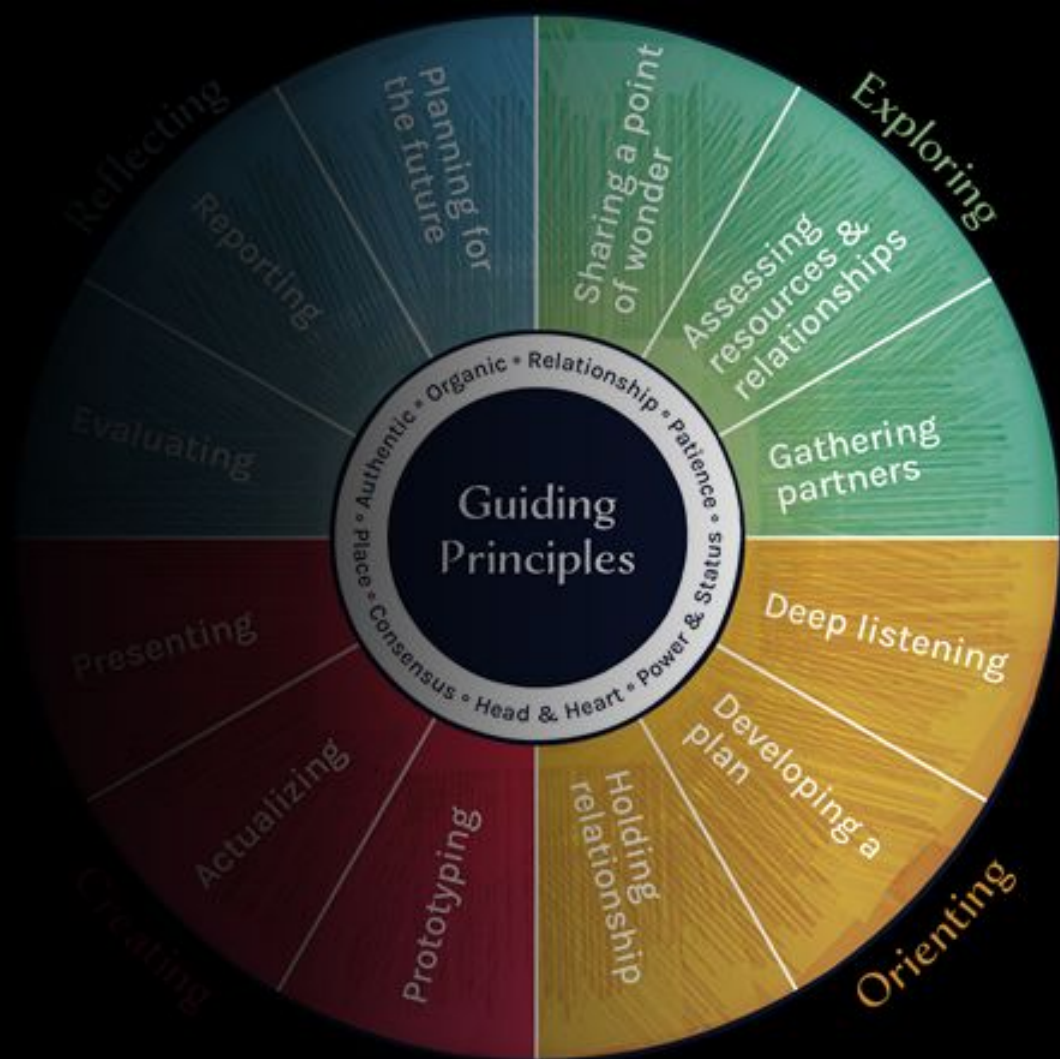 Exploring
Sharing a point
of wonder
Assessing
resources &
relationships
Gathering
partners
Orienting
Deep listening
Developing a
plan
Holding
relationship
Creating
Prototyping
Actualizing
Presenting
Reflecting
Evaluating
Reporting
Planning for
the future
Relationship • Patience • Power & Status • Head & Heart • Consensus • Place • Authentic • Organic •
Guiding
Principles